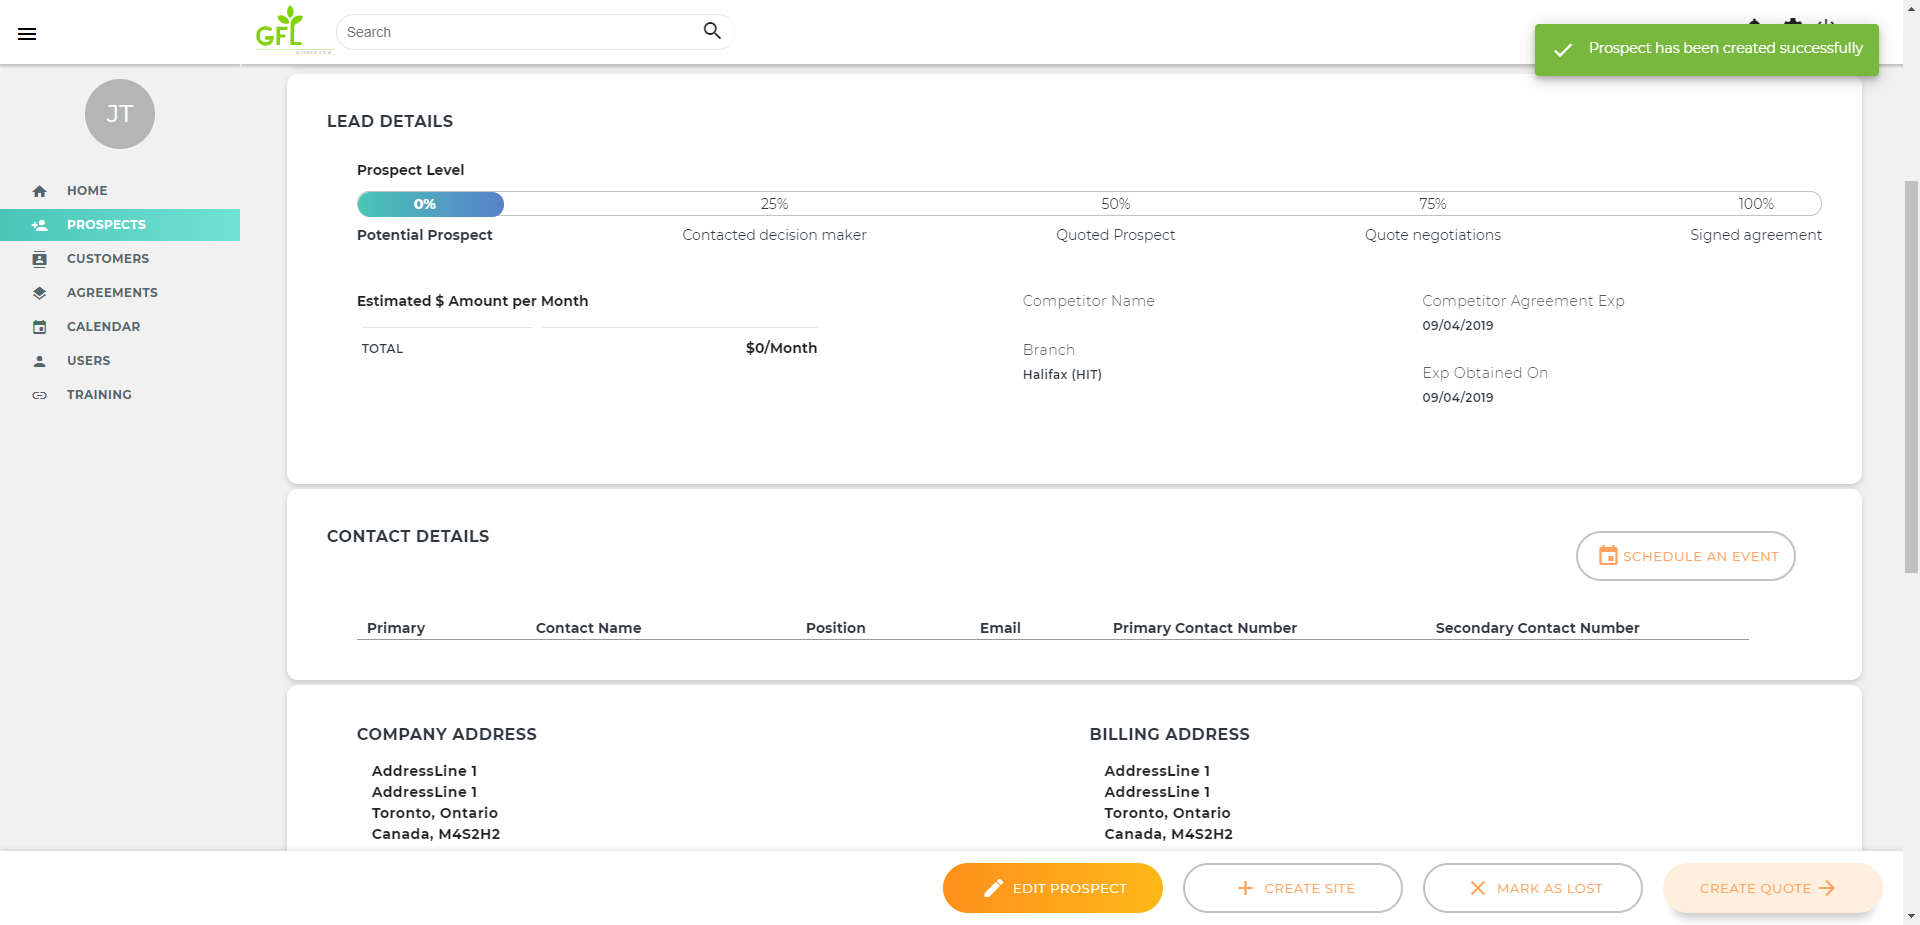 GFL
Search
Prospect has been created successfully
JT
HOME
PROSPECTS
CUSTOMERS
AGREEMENTS
CALENDAR
USERS
TRAINING
LEAD DETAILS
Prospect Level
0% 25% 50% 75% 100%
Potential Prospect Contacted decision maker Quoted Prospect Quote negotiations Signed agreement
Estimated $ Amount per Month
TOTAL $0/Month
Competitor Name
Branch
Halifax (HIT)
Competitor Agreement Exp
09/04/2019
Exp Obtained On
09/04/2019
CONTACT DETAILS
SCHEDULE AN EVENT
Primary Contact Name Position Email Primary Contact Number Secondary Contact Number
COMPANY ADDRESS
AddressLine 1
AddressLine 1
Toronto, Ontario
Canada, M4S2H2
BILLING ADDRESS
AddressLine 1
AddressLine 1
Toronto, Ontario
Canada, M4S2H2
EDIT PROSPECT
CREATE SITE
MARK AS LOST
CREATE QUOTE